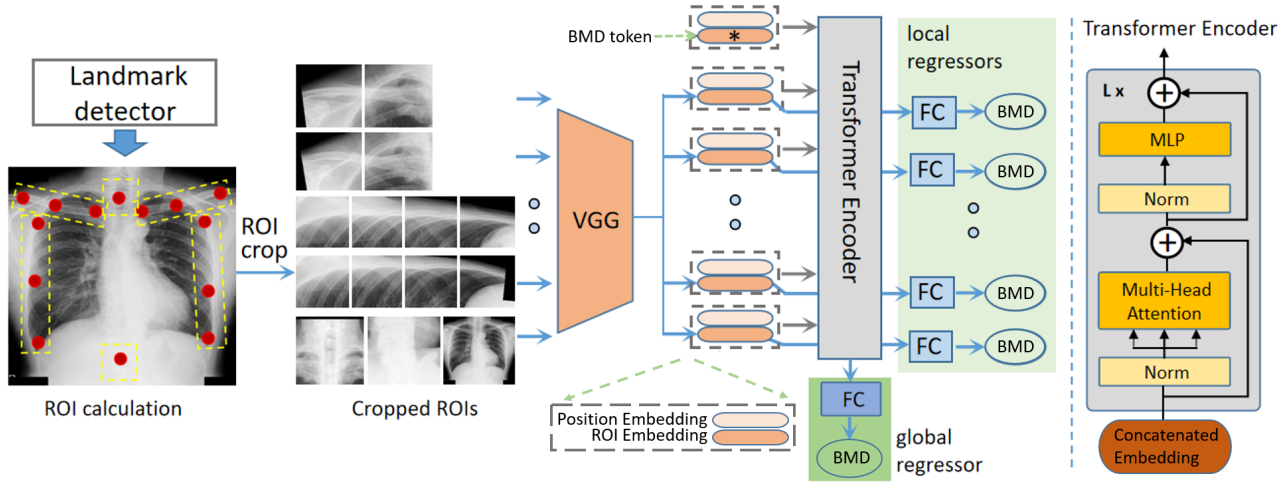 Landmark
detector
ROI calculation
ROI
crop
Cropped ROIs
VGG
BMD token
*
Position Embedding
ROI Embedding
Transformer Encoder
local
regressors
FC
BMD
FC
BMD
FC
BMD
FC
BMD
FC
BMD
global
regressor
Transformer Encoder
L x
MLP
Norm
Multi-Head
Attention
Norm
Concatenated
Embedding